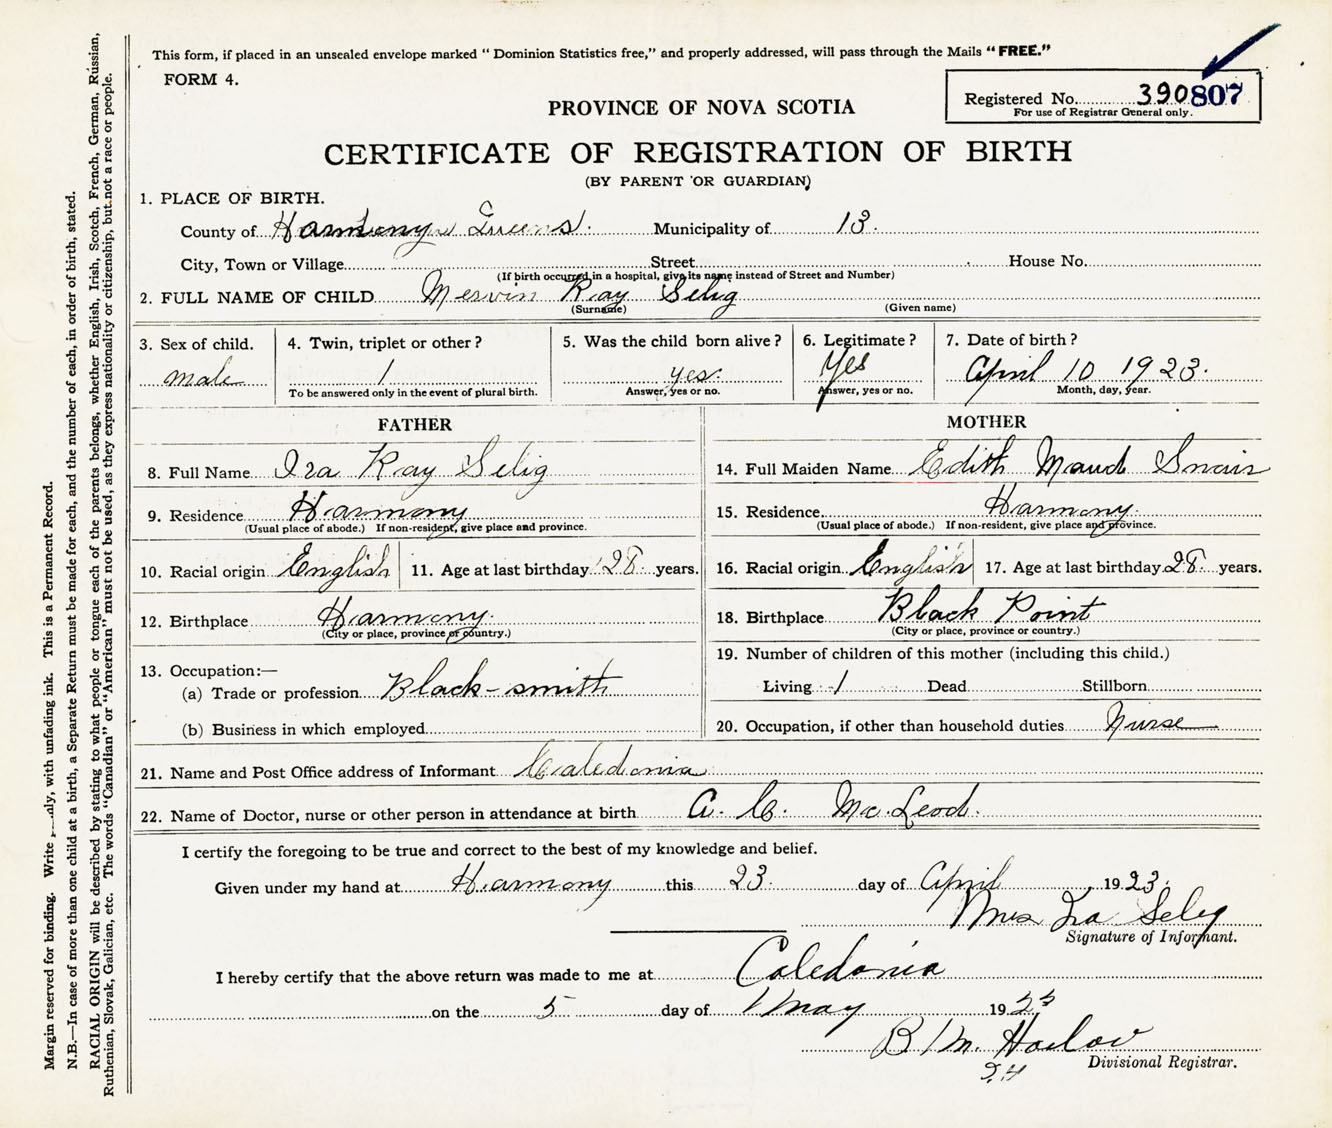 This form, if placed in an unsealed envelope marked " Dominion Statistics free," and properly addressed, will pass through the Mails "FREE."
FORM 4.
Registered No. 390807
For use of Registrar General only.
PROVINCE OF NOVA SCOTIA
CERTIFICATE OF REGISTRATION OF BIRTH
(BY PARENT OR GUARDIAN)
1. PLACE OF BIRTH.
County of Harmony Queens. Municipality of 13.
City, Town or Village Street House No.
(If birth occurred in a hospital, give its name instead of Street and Number)
2. FULL NAME OF CHILD Mervin Ray Selig
(Surname) (Given name)
3. Sex of child. 4. Twin, triplet or other? 5. Was the child born alive? 6. Legitimate? 7. Date of birth?
male 1 yes. Yes April 10 1923.
To be answered only in the event of plural birth. Answer, yes or no. Answer, yes or no. Month, day, year.
FATHER
8. Full Name Ira Ray Selig
9. Residence Harmony
(Usual place of abode.) If non-resident, give place and province.
10. Racial origin English 11. Age at last birthday 28 years.
12. Birthplace Harmony.
(City or place, province or country.)
13. Occupation:—
(a) Trade or profession Black-smith
(b) Business in which employed
MOTHER
14. Full Maiden Name Edith Maud
15. Residence Harmony.
(Usual place of abode.) If non-resident, give place and province.
16. Racial origin English 17. Age at last birthday 28 years.
18. Birthplace Black Point
(City or place, province or country.)
19. Number of children of this mother (including this child.)
Living 1 Dead Stillborn
20. Occupation, if other than household duties Nurse
21. Name and Post Office address of Informant Caledonia
22. Name of Doctor, nurse or other person in attendance at birth A. C. McLeod.
I certify the foregoing to be true and correct to the best of my knowledge and belief.
Given under my hand at Harmony this 23 day of April 1923.
Mrs Ira Selig
Signature of Informant.
I hereby certify that the above return was made to me at Caledonia
on the 5 day of May 1923
B M. Harlow
Divisional Registrar.
Margin reserved for binding. Write with unfading ink. This is a Permanent Record.
N.B.—In case of more than one child at a birth, a Separate Return must be made for each, and the number of each, in order of birth, stated.
RACIAL ORIGIN will be described by stating to what people or tongue each of the parents belongs, whether English, Irish, Scotch, French, German, Russian,
Ruthenian, Slovak, Galician, etc. The words "Canadian" or "American" must not be used, as they express nationality or citizenship, but not a race or people.